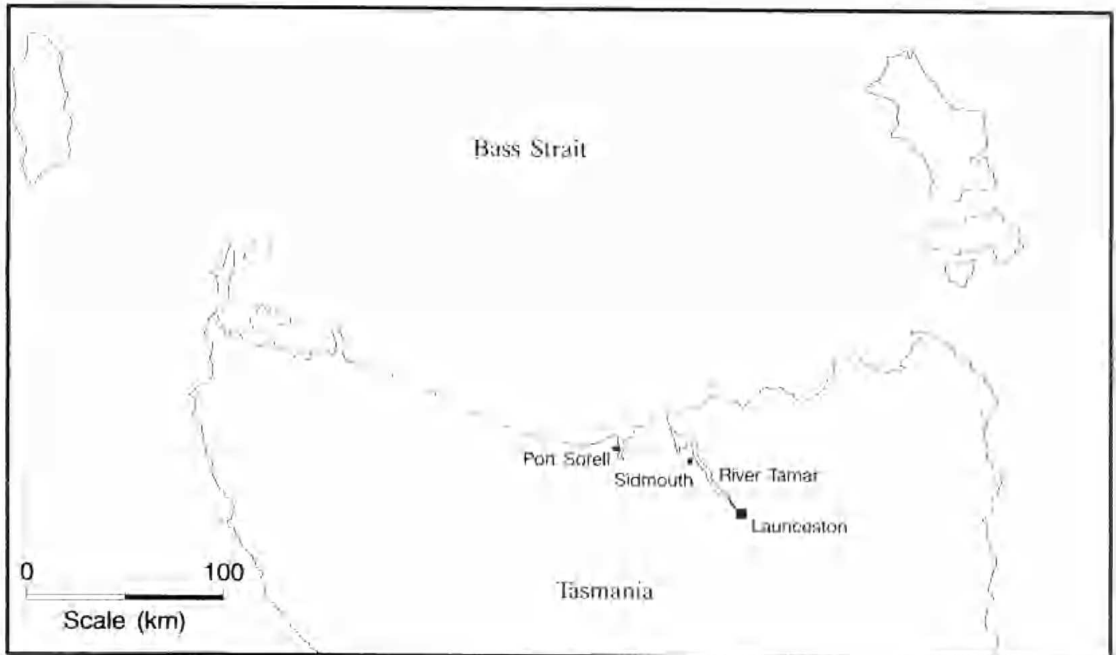 Bass Strait
Port Sorell
Sidmouth
River Tamar
Launceston
0 100
Tasmania
Scale (km)